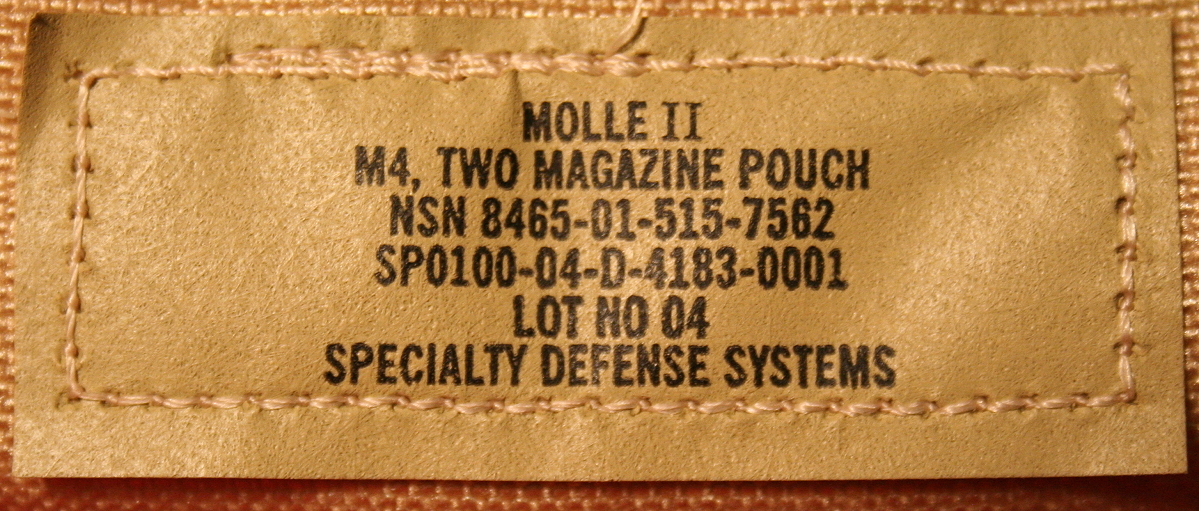 MOLLE II
M4, TWO MAGAZINE POUCH
NSN 8465-01-515-7562
SP0100-04-D-4183-0001
LOT NO 04
SPECIALTY DEFENSE SYSTEMS